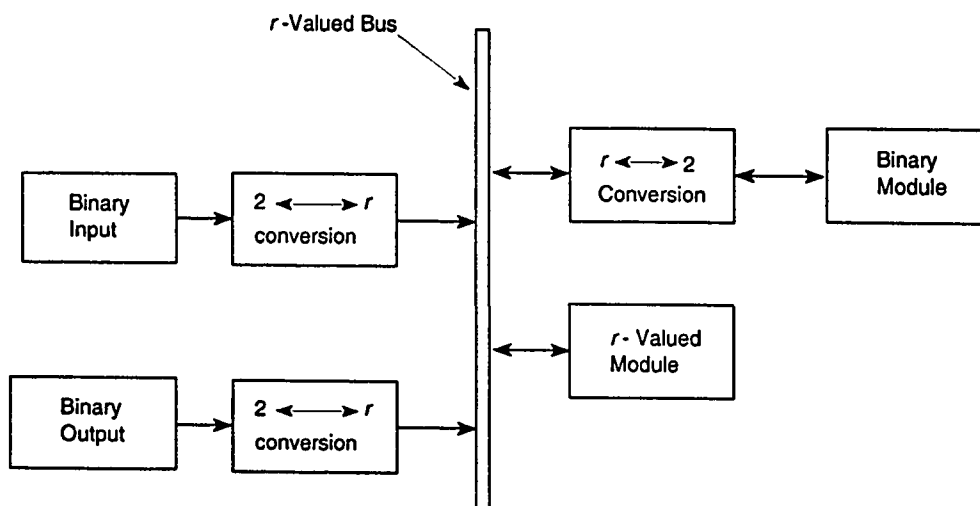 r-Valued Bus
Binary
Input
2 ⟷ r
conversion
r ⟷ 2
Conversion
Binary
Module
r- Valued
Module
Binary
Output
2 ⟷ r
conversion